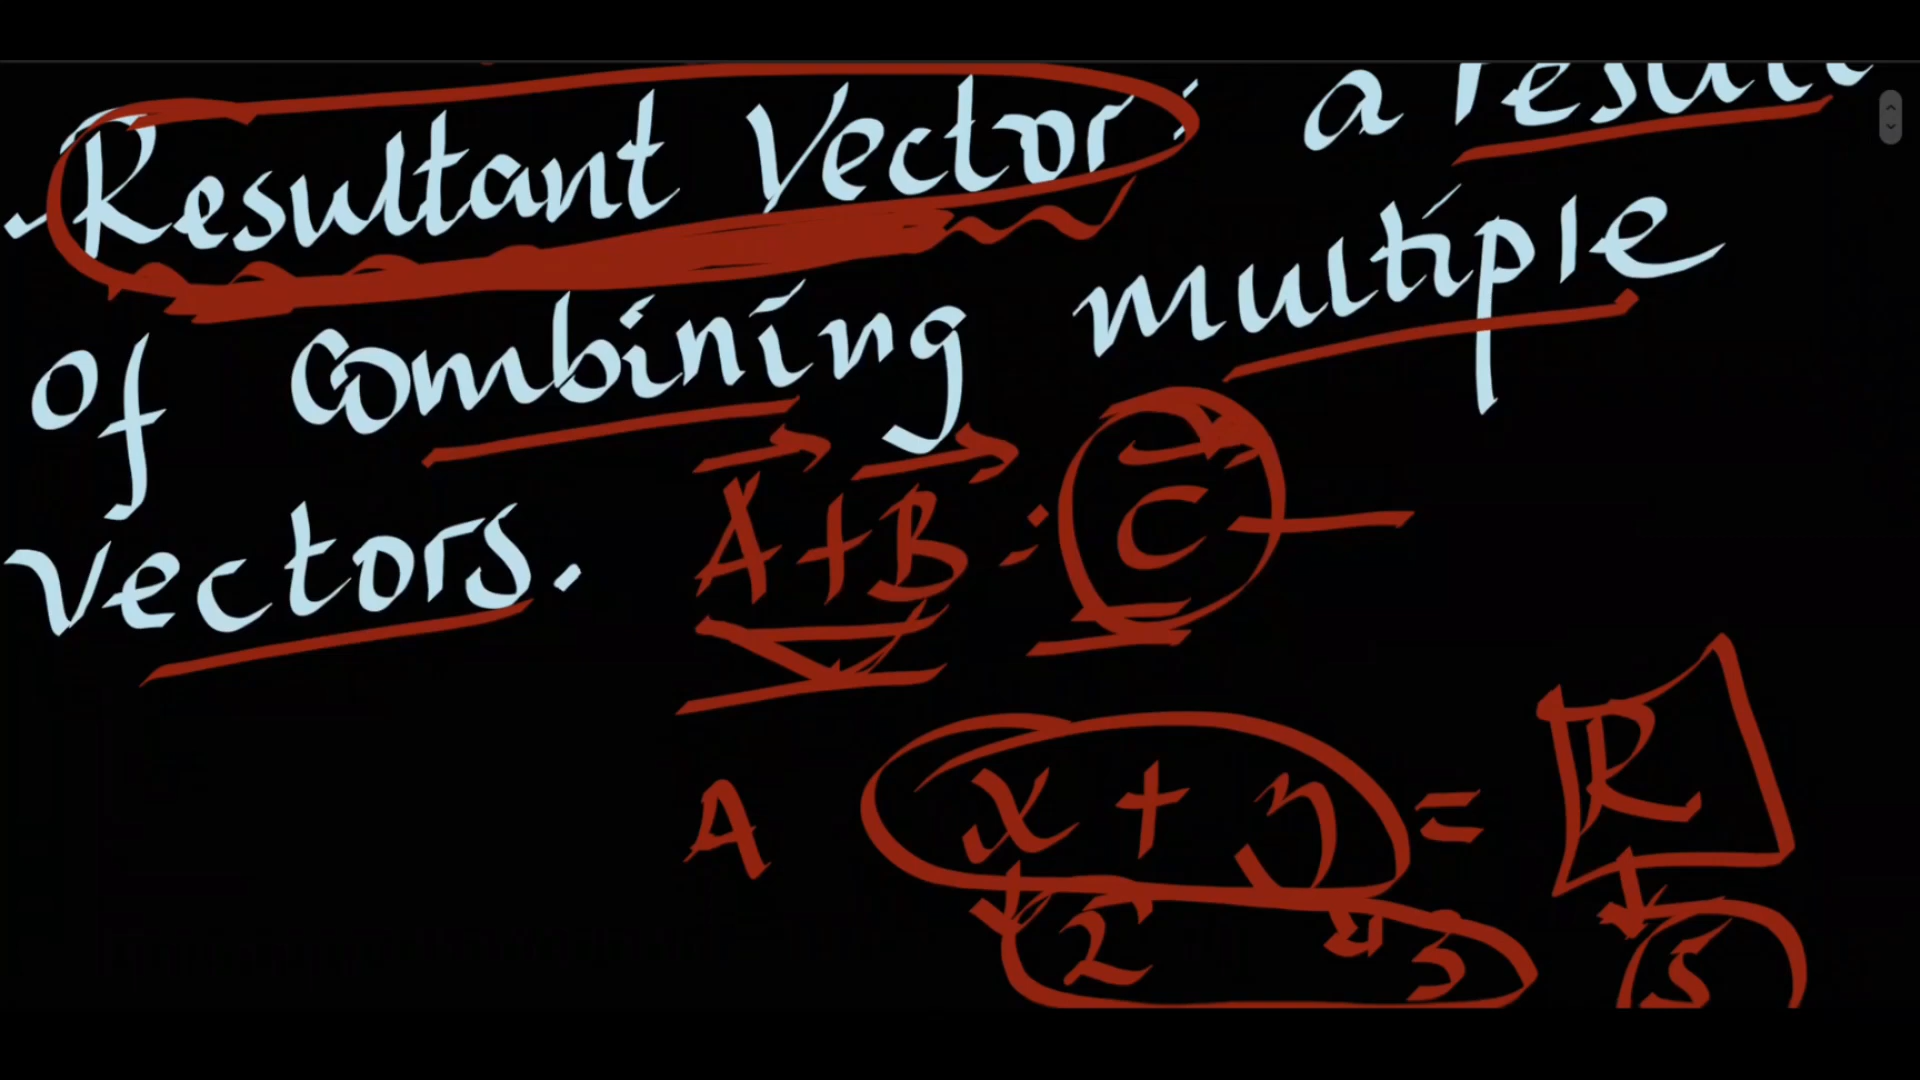 - Resultant Vector : a result
of combining multiple
vectors. A + B = C
A x + y = R
2 3 5